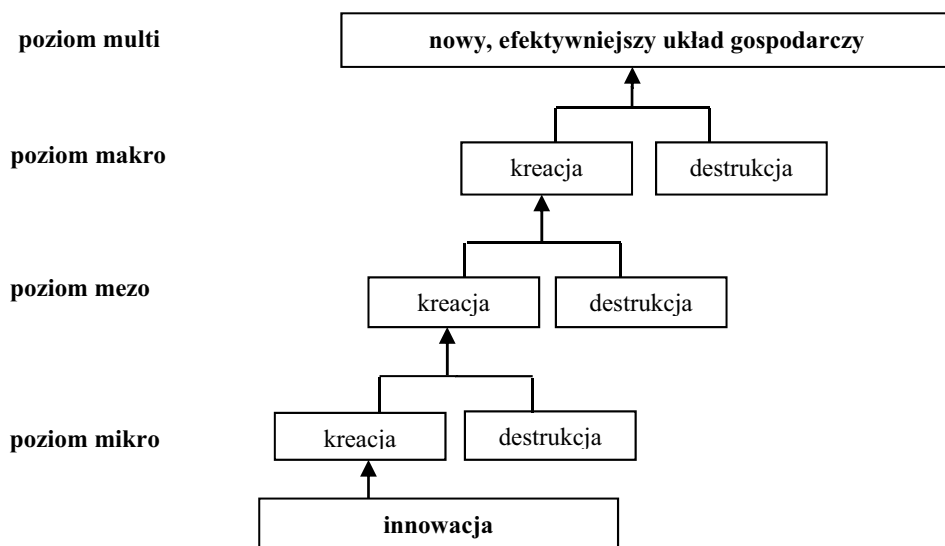 poziom multi
nowy, efektywniejszy układ gospodarczy
poziom makro
kreacja
destrukcja
poziom mezo
kreacja
destrukcja
poziom mikro
kreacja
destrukcja
innowacja